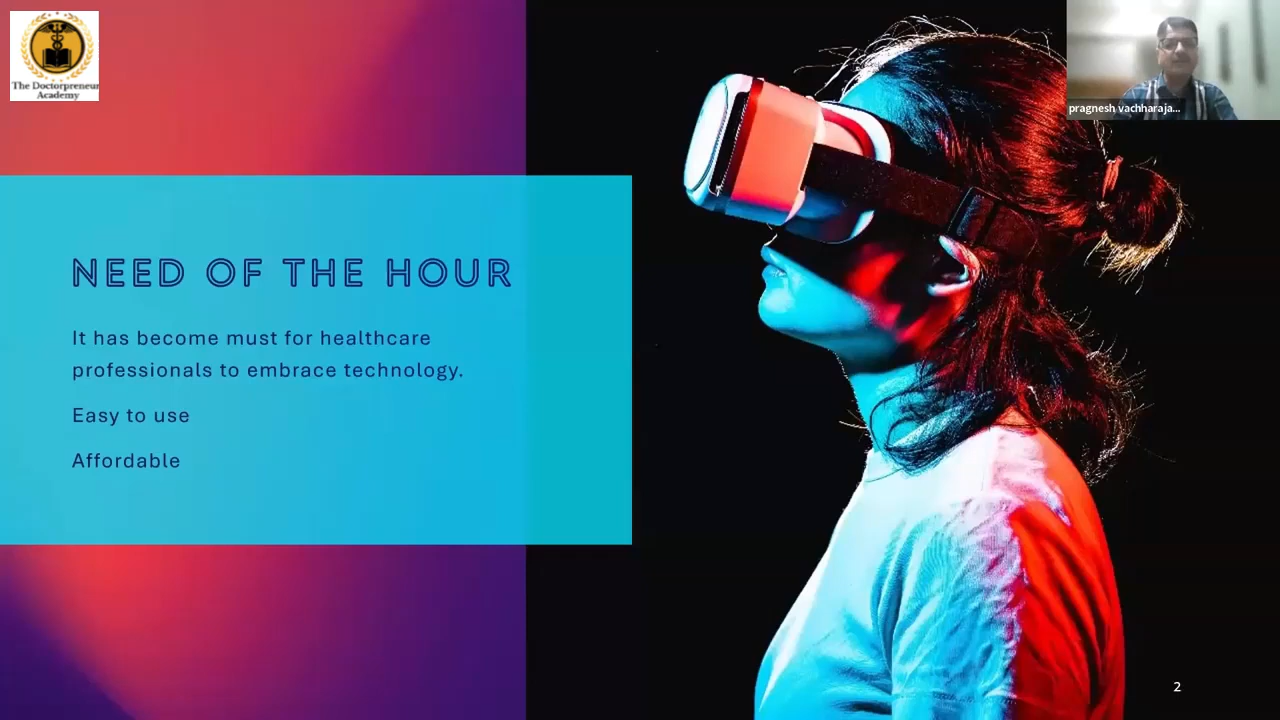 The Doctorpreneur
Academy
pragnesh vachharaja...
NEED OF THE HOUR
It has become must for healthcare
professionals to embrace technology.
Easy to use
Affordable
2